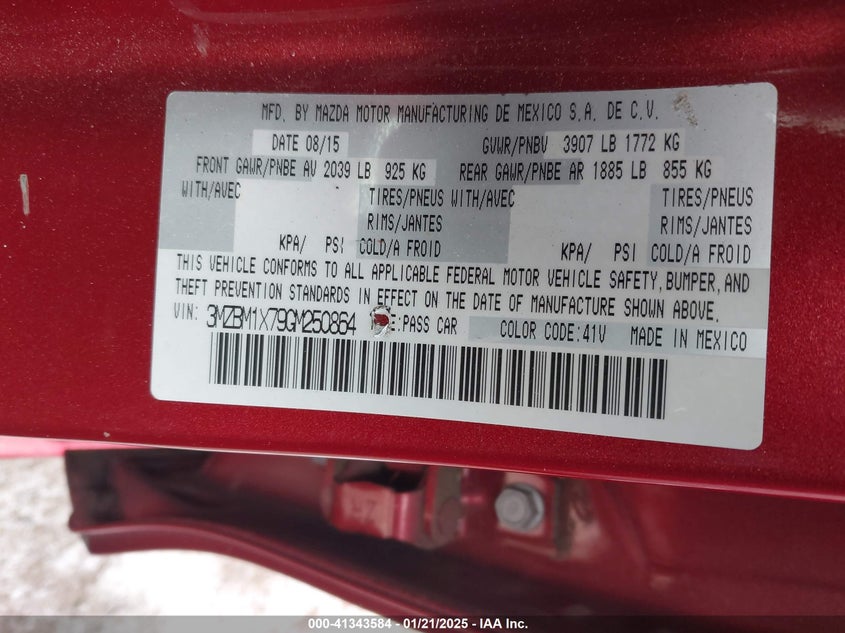 MFD. BY MAZDA MOTOR MANUFACTURING DE MEXICO S.A. DE C.V.
DATE 08/15 GVWR/PNBV 3907 LB 1772 KG
FRONT GAWR/PNBE AV 2039 LB 925 KG REAR GAWR/PNBE AR 1885 LB 855 KG
WITH/AVEC TIRES/PNEUS WITH/AVEC TIRES/PNEUS
RIMS/JANTES RIMS/JANTES
KPA/ PSI COLD/A FROID KPA/ PSI COLD/A FROID
THIS VEHICLE CONFORMS TO ALL APPLICABLE FEDERAL MOTOR VEHICLE SAFETY, BUMPER, AND
THEFT PREVENTION STANDARDS IN EFFECT ON THE DATE OF MANUFACTURE SHOWN ABOVE.
VIN: 3MZBM1X79GM250864 E:PASS CAR COLOR CODE:41V MADE IN MEXICO
000-41343584 - 01/21/2025 - IAA Inc.